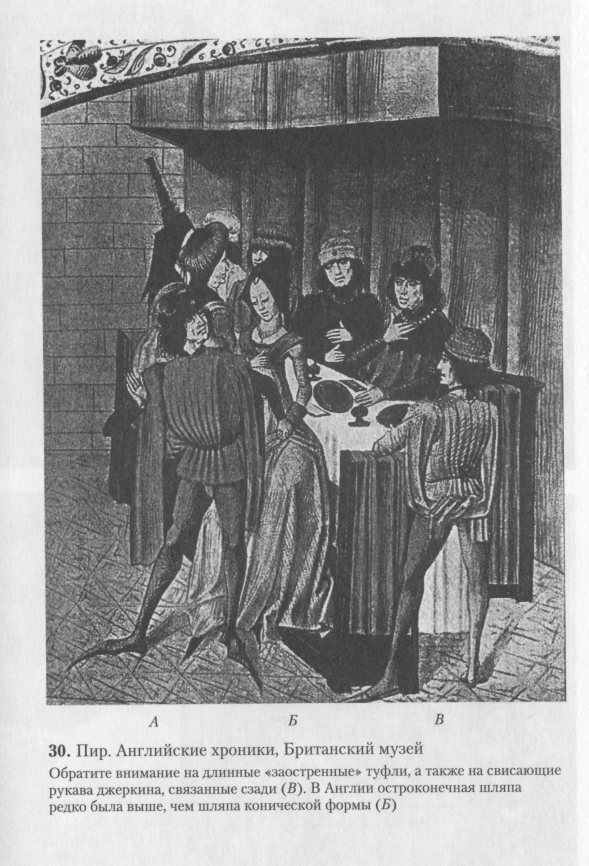 А Б В
30. Пир. Английские хроники, Британский музей
Обратите внимание на длинные «заостренные» туфли, а также на свисающие
рукава джеркина, связанные сзади (В). В Англии остроконечная шляпа
редко была выше, чем шляпа конической формы (Б)